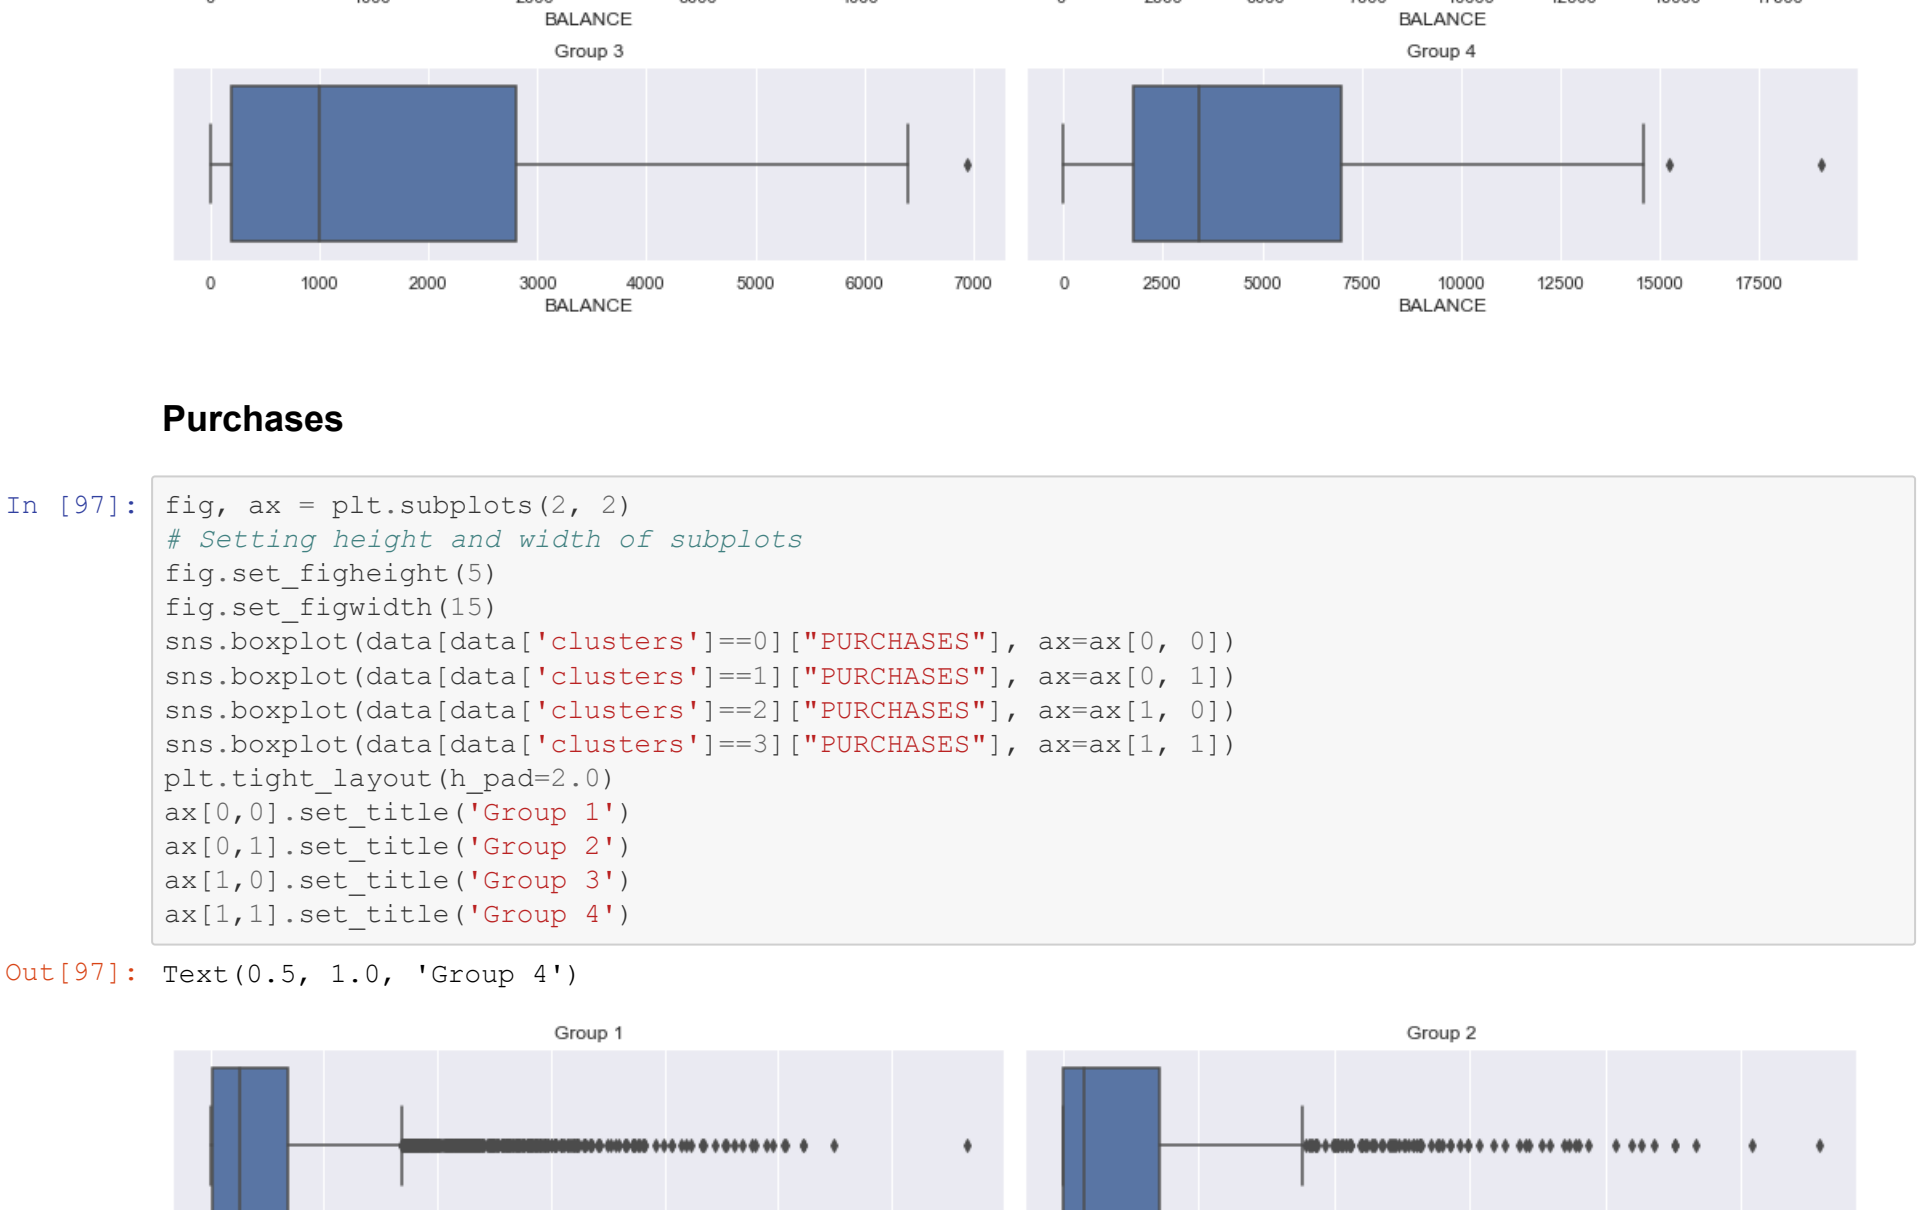 BALANCE BALANCE
Group 3 Group 4
0 1000 2000 3000 4000 5000 6000 7000 0 2500 5000 7500 10000 12500 15000 17500
BALANCE BALANCE
Purchases
In [97]: fig, ax = plt.subplots(2, 2)
# Setting height and width of subplots
fig.set_figheight(5)
fig.set_figwidth(15)
sns.boxplot(data[data['clusters']==0]["PURCHASES"], ax=ax[0, 0])
sns.boxplot(data[data['clusters']==1]["PURCHASES"], ax=ax[0, 1])
sns.boxplot(data[data['clusters']==2]["PURCHASES"], ax=ax[1, 0])
sns.boxplot(data[data['clusters']==3]["PURCHASES"], ax=ax[1, 1])
plt.tight_layout(h_pad=2.0)
ax[0,0].set_title('Group 1')
ax[0,1].set_title('Group 2')
ax[1,0].set_title('Group 3')
ax[1,1].set_title('Group 4')
Out[97]: Text(0.5, 1.0, 'Group 4')
Group 1 Group 2